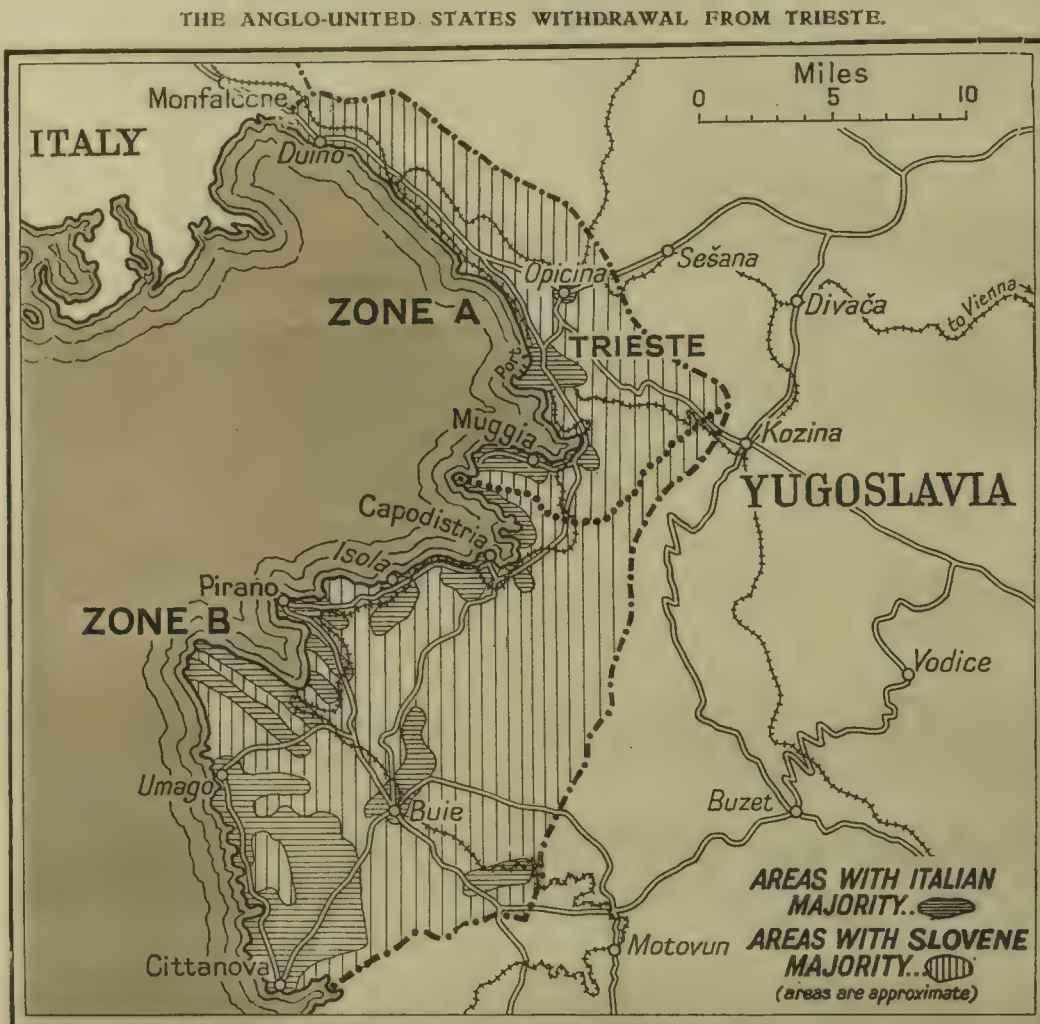 THE ANGLO-UNITED STATES WITHDRAWAL FROM TRIESTE.
Miles
0 5 10
Monfalcone
ITALY
Duino
Opicina
Sešana
ZONE A
Divača
to Vienna
TRIESTE
Port
Muggia
Kozina
YUGOSLAVIA
Capodistria
Isola
Pirano
ZONE B
Vodice
Umago
Buie
Buzet
AREAS WITH ITALIAN
MAJORITY..
Motovun
AREAS WITH SLOVENE
MAJORITY...
(areas are approximate)
Cittanova